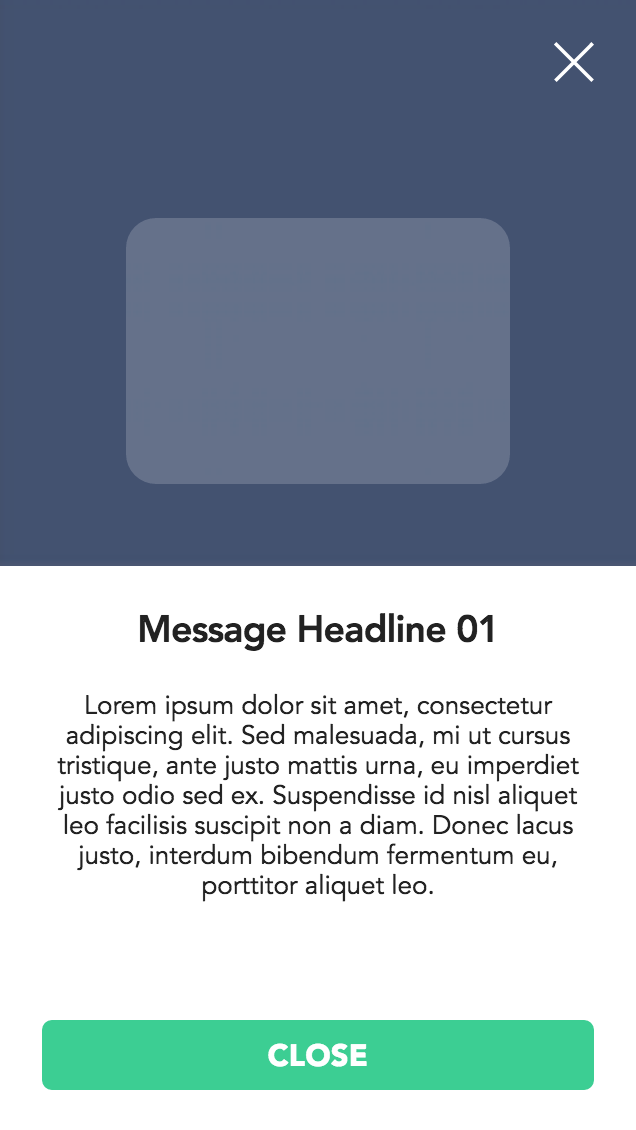 Message Headline 01
Lorem ipsum dolor sit amet, consectetur
adipiscing elit. Sed malesuada, mi ut cursus
tristique, ante justo mattis urna, eu imperdiet
justo odio sed ex. Suspendisse id nisl aliquet
leo facilisis suscipit non a diam. Donec lacus
justo, interdum bibendum fermentum eu,
porttitor aliquet leo.
CLOSE